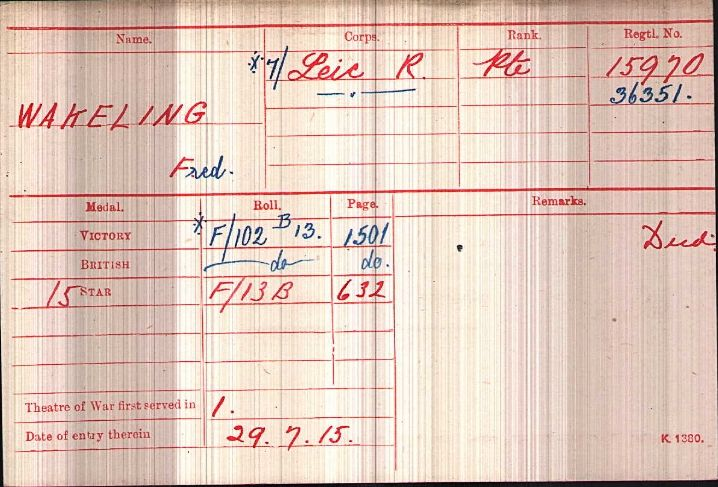 Name. Corps. Rank. Regtl. No.
* 7/ Leic R. Pte 15970
36351.
WAKELING
Fred.
Medal. Roll. Page. Remarks.
VICTORY * F/102 B 13. 1501 Died
BRITISH do do.
15 STAR F/13 B 632
Theatre of War first served in 1.
Date of entry therein 29.7.15.
K. 1380.